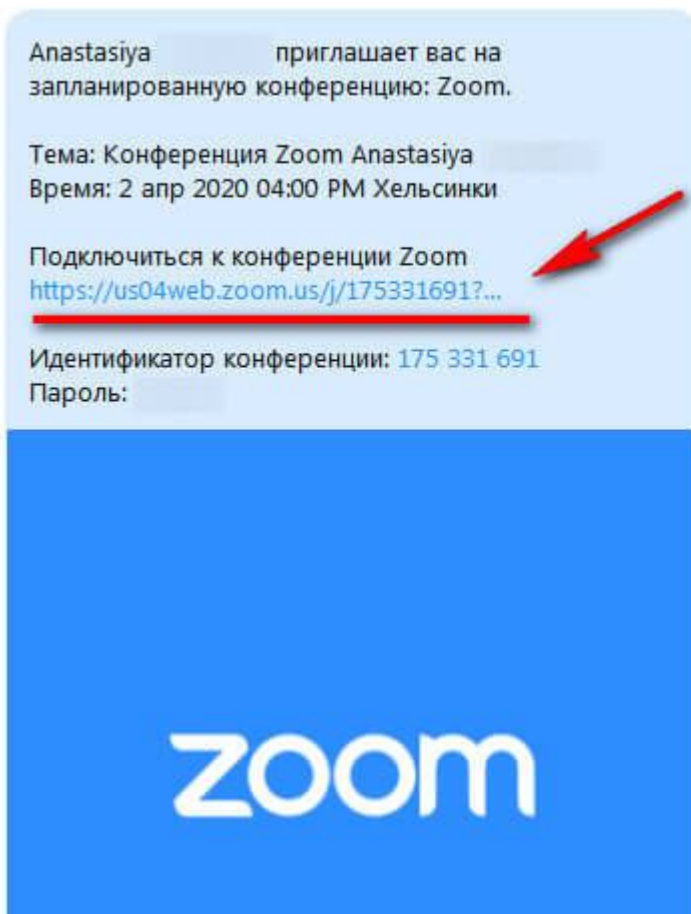 Anastasiya приглашает вас на
запланированную конференцию: Zoom.
Тема: Конференция Zoom Anastasiya
Время: 2 апр 2020 04:00 PM Хельсинки
Подключиться к конференции Zoom
https://us04web.zoom.us/j/175331691?...
Идентификатор конференции: 175 331 691
Пароль:
zoom